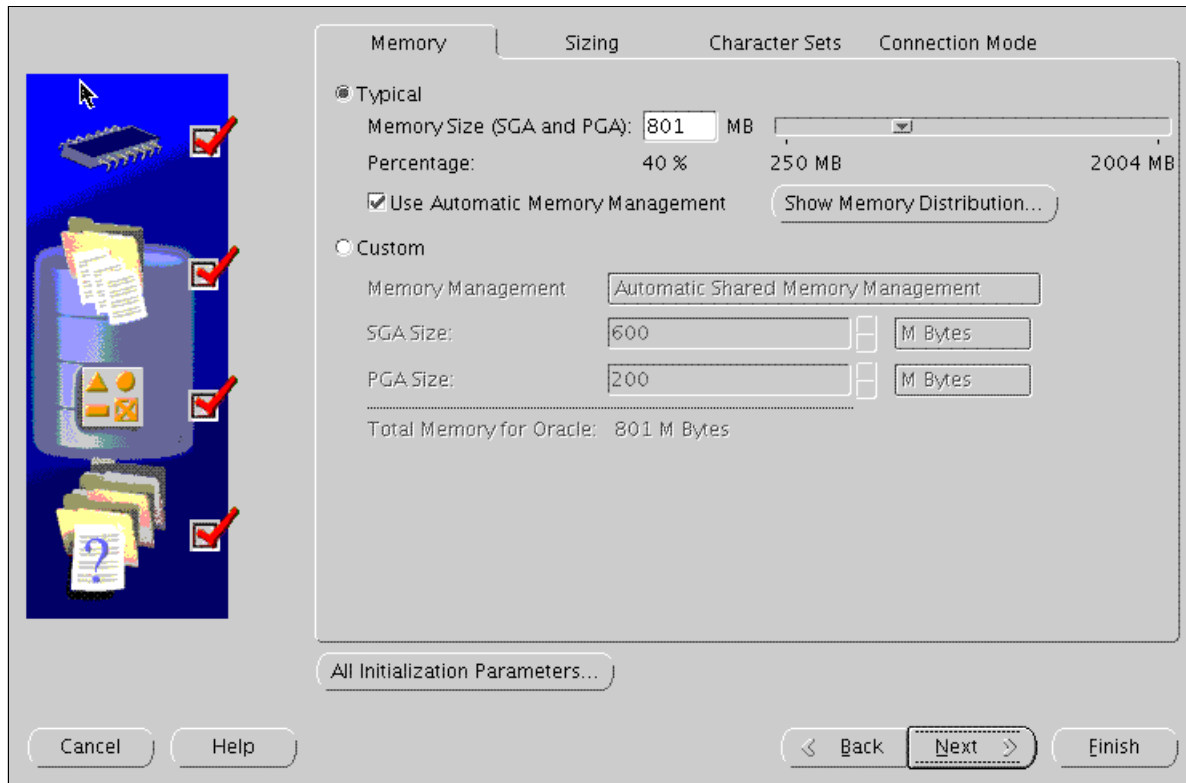 Memory Sizing Character Sets Connection Mode
Typical
Memory Size (SGA and PGA): 801 MB
Percentage: 40 % 250 MB 2004 MB
Use Automatic Memory Management Show Memory Distribution...
Custom
Memory Management Automatic Shared Memory Management
SGA Size: 600 M Bytes
PGA Size: 200 M Bytes
Total Memory for Oracle: 801 M Bytes
?
All Initialization Parameters...
Cancel Help Back Next Finish